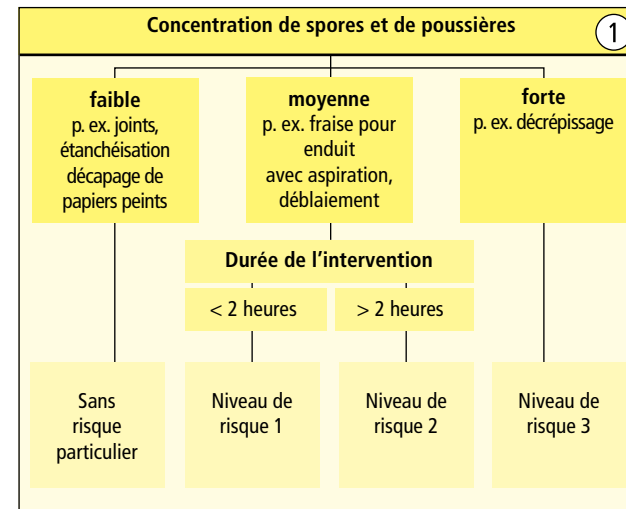 Concentration de spores et de poussières
1
faible
p. ex. joints,
étanchéisation
décapage de
papiers peints
moyenne
p. ex. fraise pour
enduit
avec aspiration,
déblaiement
forte
p. ex. décrépissage
Durée de l'intervention
< 2 heures
> 2 heures
Sans
risque
particulier
Niveau de
risque 1
Niveau de
risque 2
Niveau de
risque 3